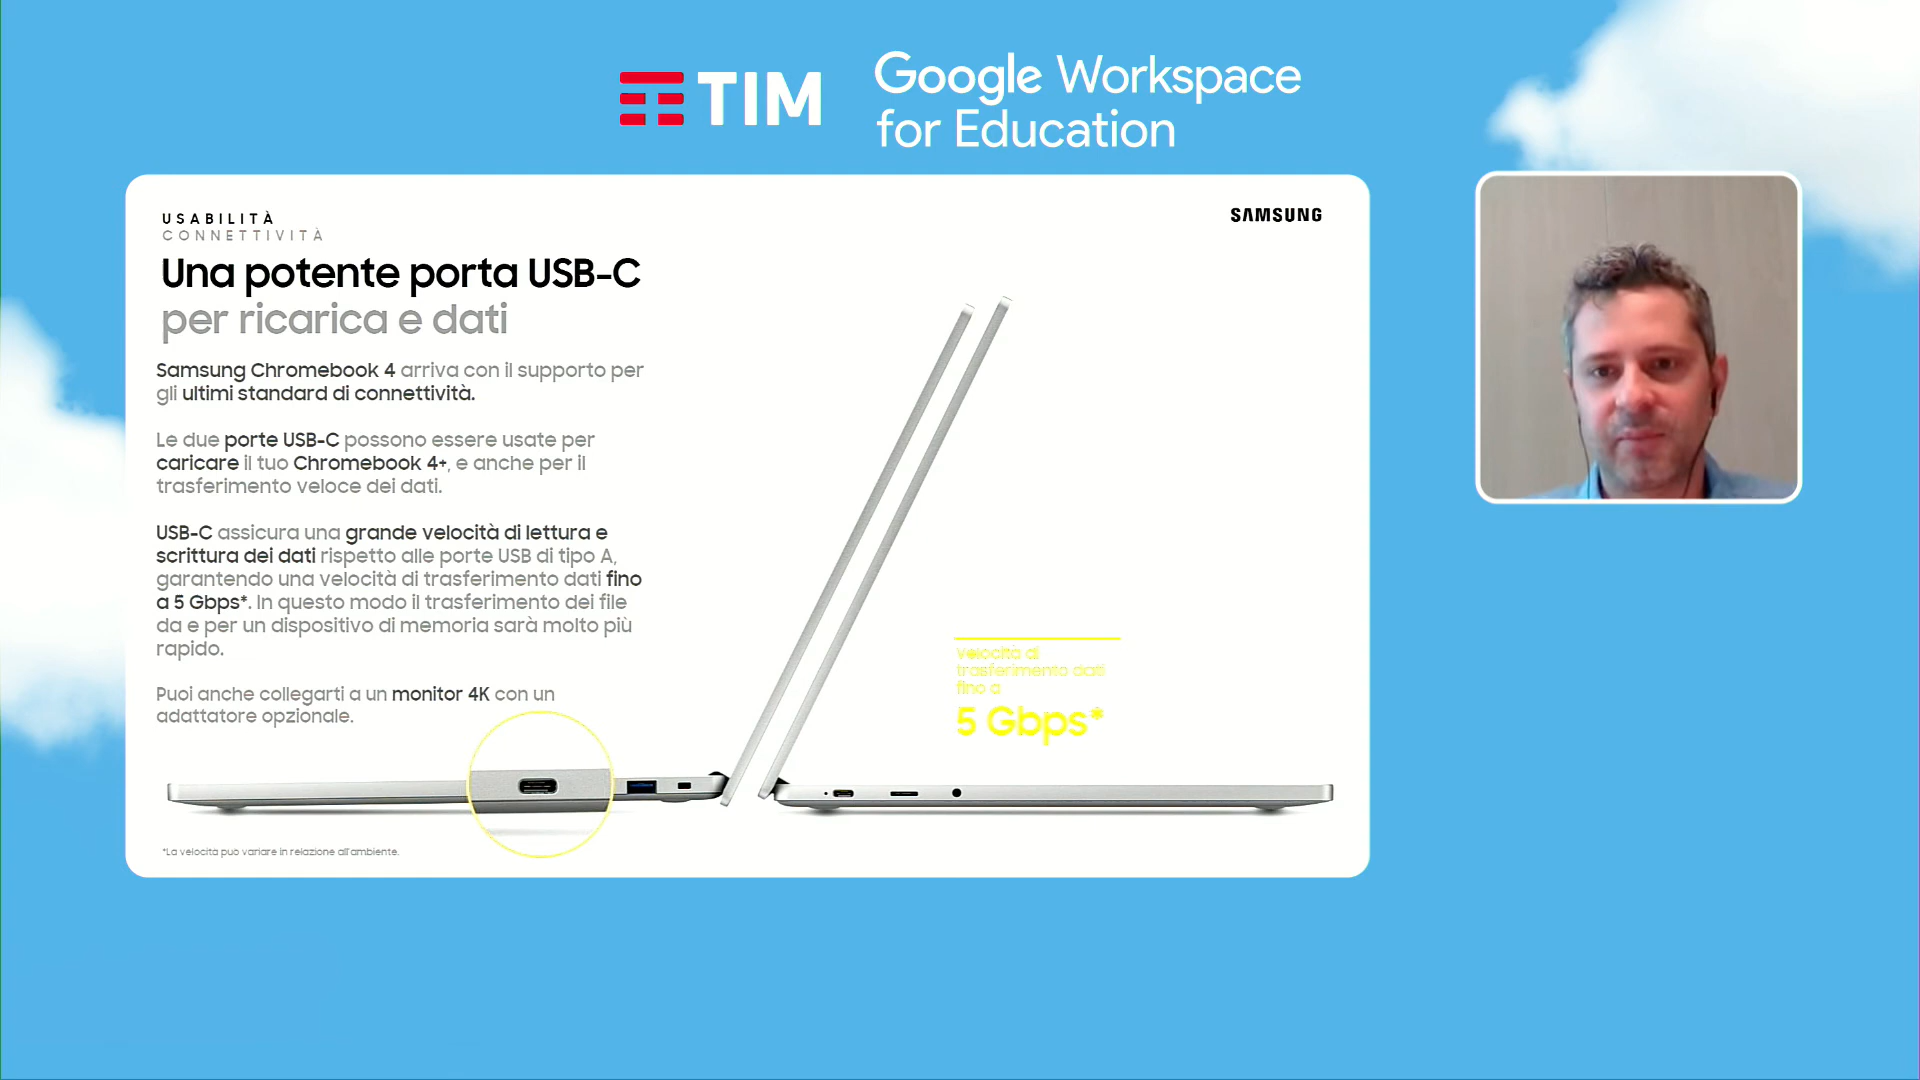 TIM
Google Workspace
for Education
USABILITÀ
CONNETTIVITÀ
SAMSUNG
Una potente porta USB-C
per ricarica e dati
Samsung Chromebook 4 arriva con il supporto per
gli ultimi standard di connettività.
Le due porte USB-C possono essere usate per
caricare il tuo Chromebook 4+, e anche per il
trasferimento veloce dei dati.
USB-C assicura una grande velocità di lettura e
scrittura dei dati rispetto alle porte USB di tipo A,
garantendo una velocità di trasferimento dati fino
a 5 Gbps*. In questo modo il trasferimento dei file
da e per un dispositivo di memoria sarà molto più
rapido.
Puoi anche collegarti a un monitor 4K con un
adattatore opzionale.
Velocità di
trasferimento dati
fino a
5 Gbps*
*La velocità può variare in relazione all'ambiente.